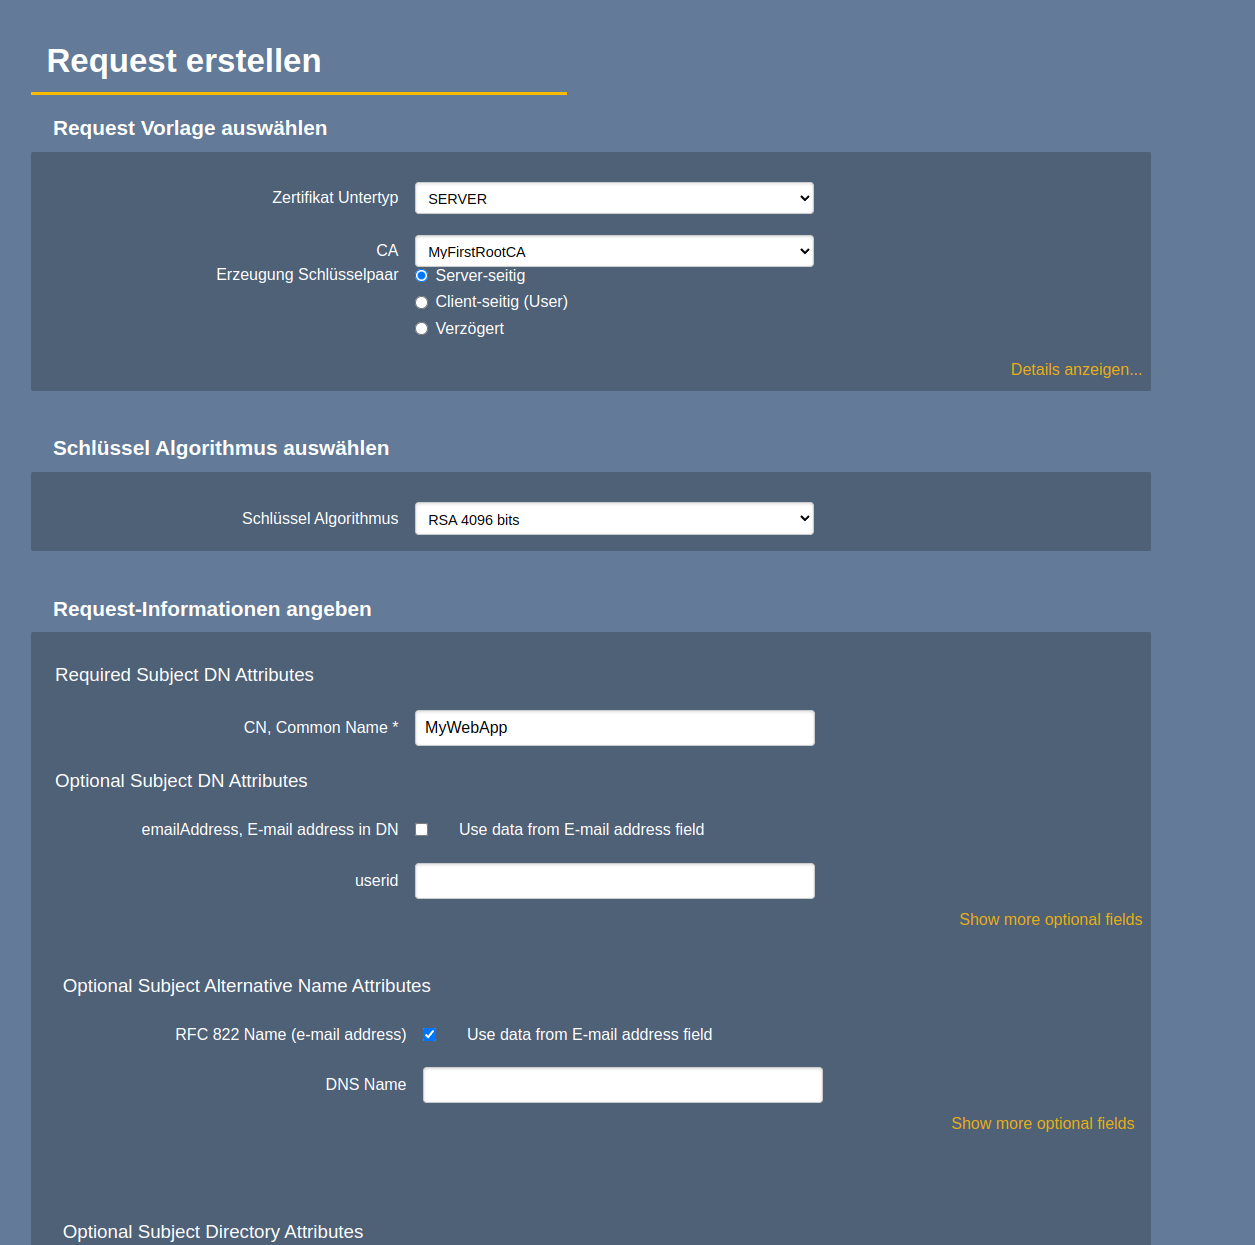 Request erstellen
Request Vorlage auswählen
Zertifikat Untertyp SERVER
CA MyFirstRootCA
Erzeugung Schlüsselpaar Server-seitig
Client-seitig (User)
Verzögert
Details anzeigen...
Schlüssel Algorithmus auswählen
Schlüssel Algorithmus RSA 4096 bits
Request-Informationen angeben
Required Subject DN Attributes
CN, Common Name * MyWebApp
Optional Subject DN Attributes
emailAddress, E-mail address in DN Use data from E-mail address field
userid
Show more optional fields
Optional Subject Alternative Name Attributes
RFC 822 Name (e-mail address) Use data from E-mail address field
DNS Name
Show more optional fields
Optional Subject Directory Attributes